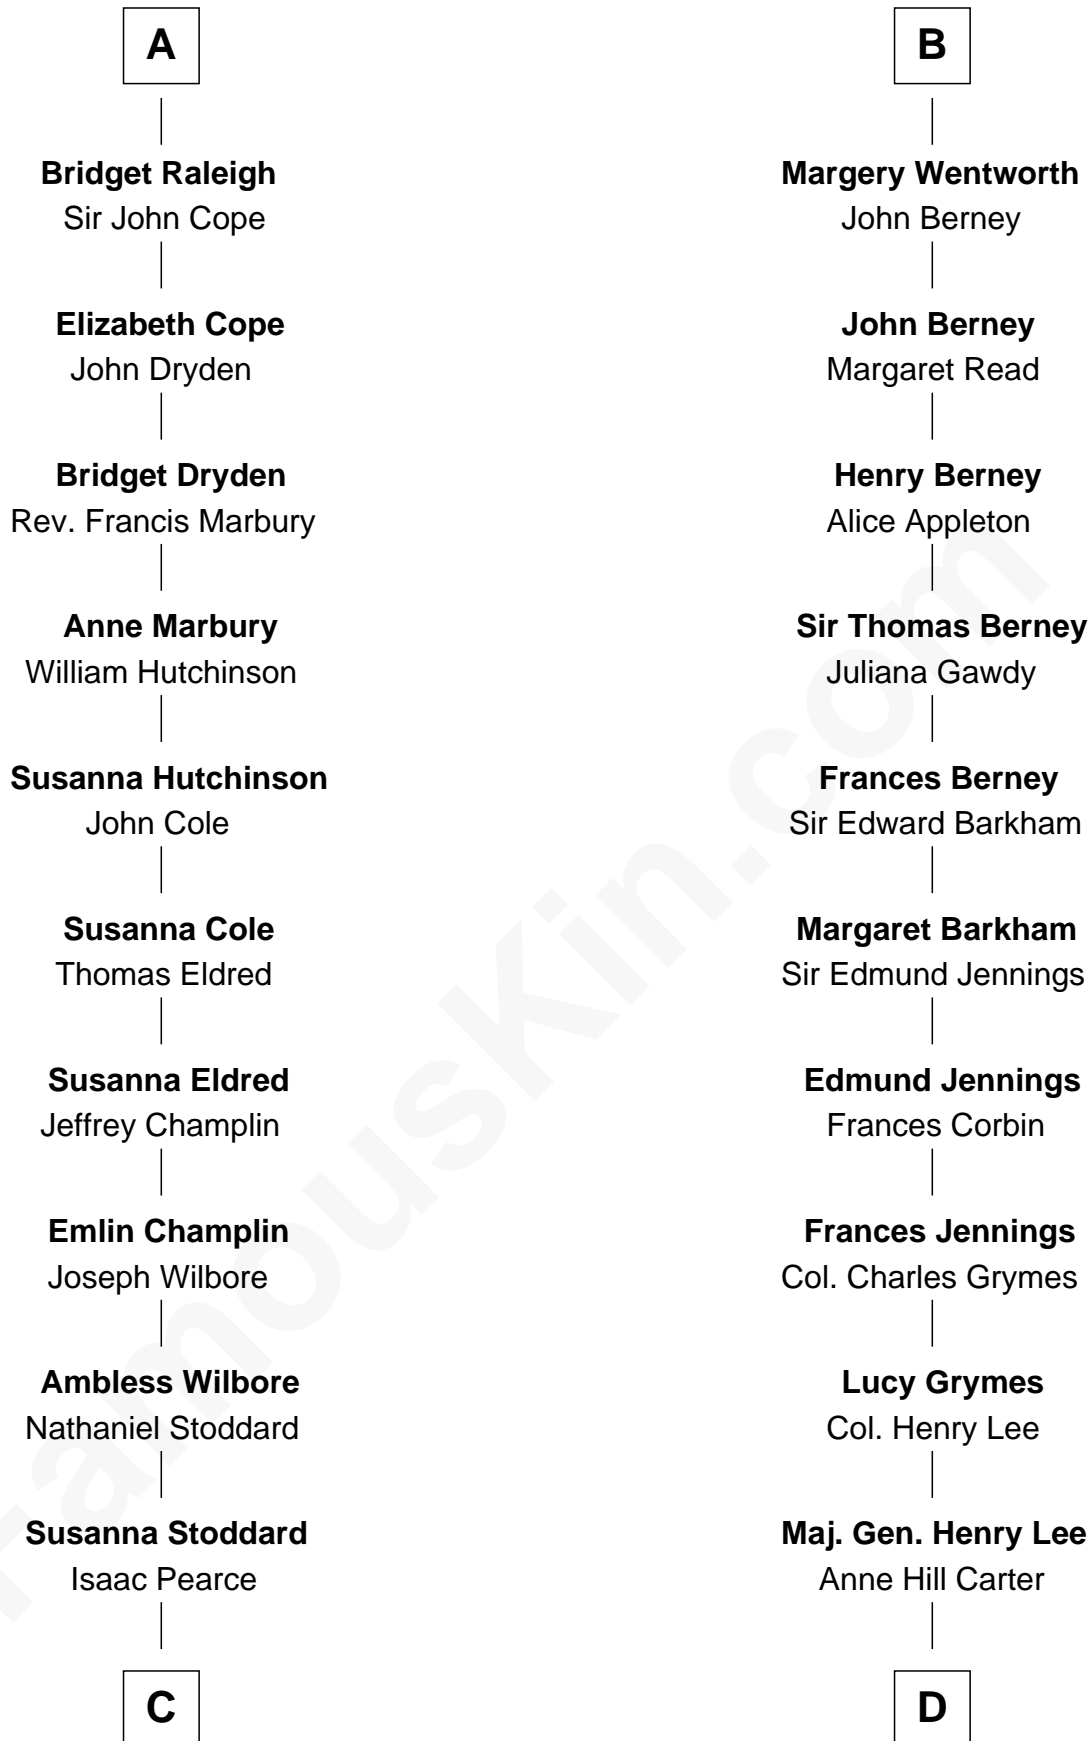 A
Bridget Raleigh
Sir John Cope
Elizabeth Cope
John Dryden
Bridget Dryden
Rev. Francis Marbury
Anne Marbury
William Hutchinson
Susanna Hutchinson
John Cole
Susanna Cole
Thomas Eldred
Susanna Eldred
Jeffrey Champlin
Emlin Champlin
Joseph Wilbore
Ambless Wilbore
Nathaniel Stoddard
Susanna Stoddard
Isaac Pearce
C
B
Margery Wentworth
John Berney
John Berney
Margaret Read
Henry Berney
Alice Appleton
Sir Thomas Berney
Juliana Gawdy
Frances Berney
Sir Edward Barkham
Margaret Barkham
Sir Edmund Jennings
Edmund Jennings
Frances Corbin
Frances Jennings
Col. Charles Grymes
Lucy Grymes
Col. Henry Lee
Maj. Gen. Henry Lee
Anne Hill Carter
D
FamousKin.com